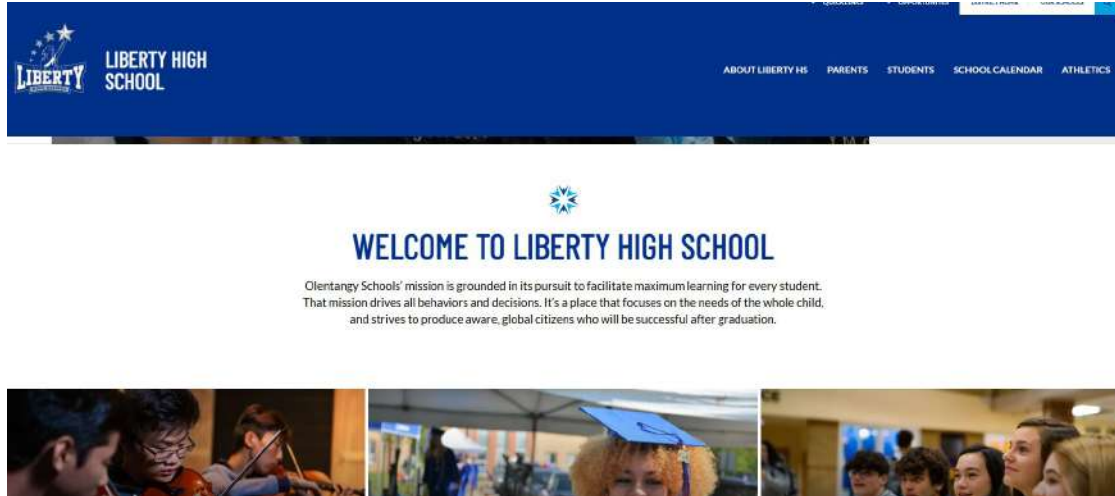 LIBERTY
LIBERTY HIGH
SCHOOL
ABOUT LIBERTY HS PARENTS STUDENTS SCHOOL CALENDAR ATHLETICS
WELCOME TO LIBERTY HIGH SCHOOL
Olentangy Schools' mission is grounded in its pursuit to facilitate maximum learning for every student.
That mission drives all behaviors and decisions. It's a place that focuses on the needs of the whole child,
and strives to produce aware, global citizens who will be successful after graduation.